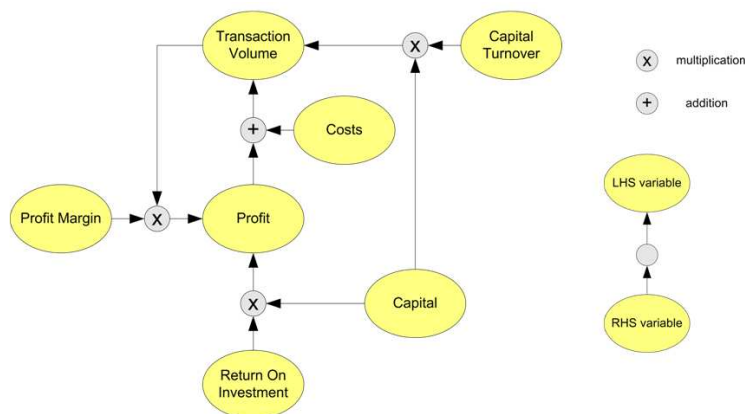 Transaction
Volume
x
Capital
Turnover
x multiplication
+ addition
+
Costs
LHS variable
Profit Margin
x
Profit
x
Capital
RHS variable
Return On
Investment